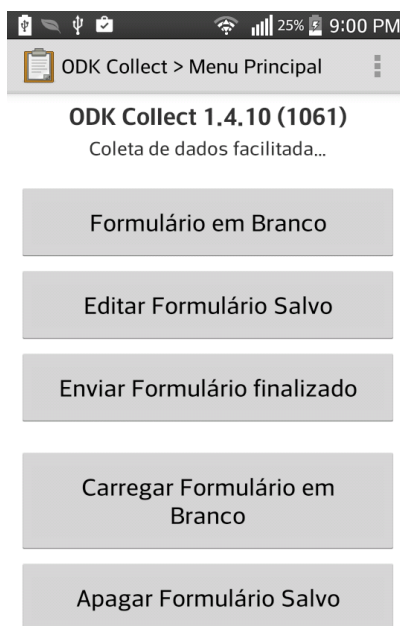 25% 9:00 PM
ODK Collect > Menu Principal
ODK Collect 1.4.10 (1061)
Coleta de dados facilitada...
Formulário em Branco
Editar Formulário Salvo
Enviar Formulário finalizado
Carregar Formulário em
Branco
Apagar Formulário Salvo